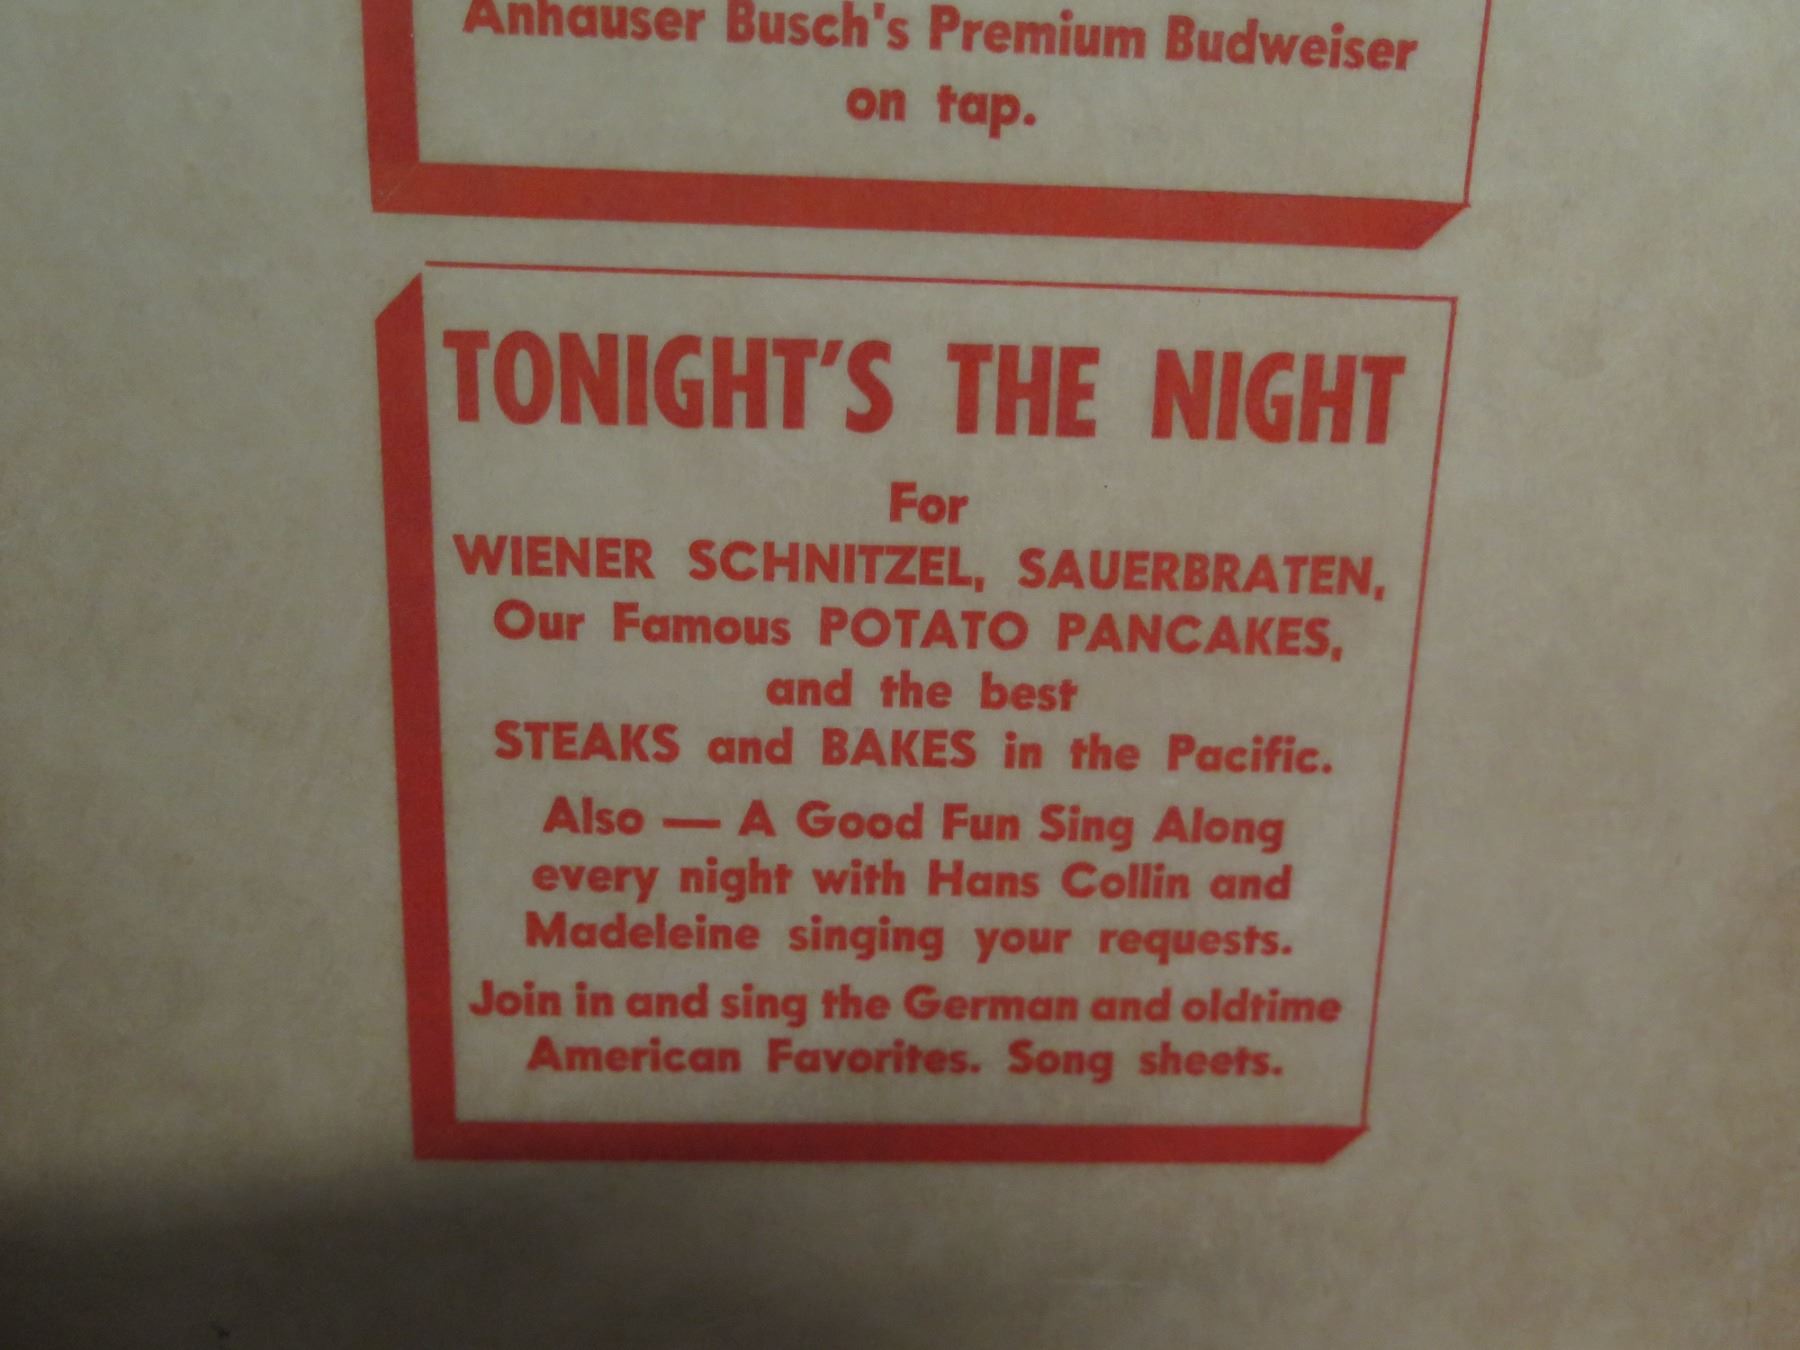 Anhauser Busch's Premium Budweiser
on tap.
TONIGHT'S THE NIGHT
For
WIENER SCHNITZEL, SAUERBRATEN,
Our Famous POTATO PANCAKES,
and the best
STEAKS and BAKES in the Pacific.
Also — A Good Fun Sing Along
every night with Hans Collin and
Madeleine singing your requests.
Join in and sing the German and oldtime
American Favorites. Song sheets.